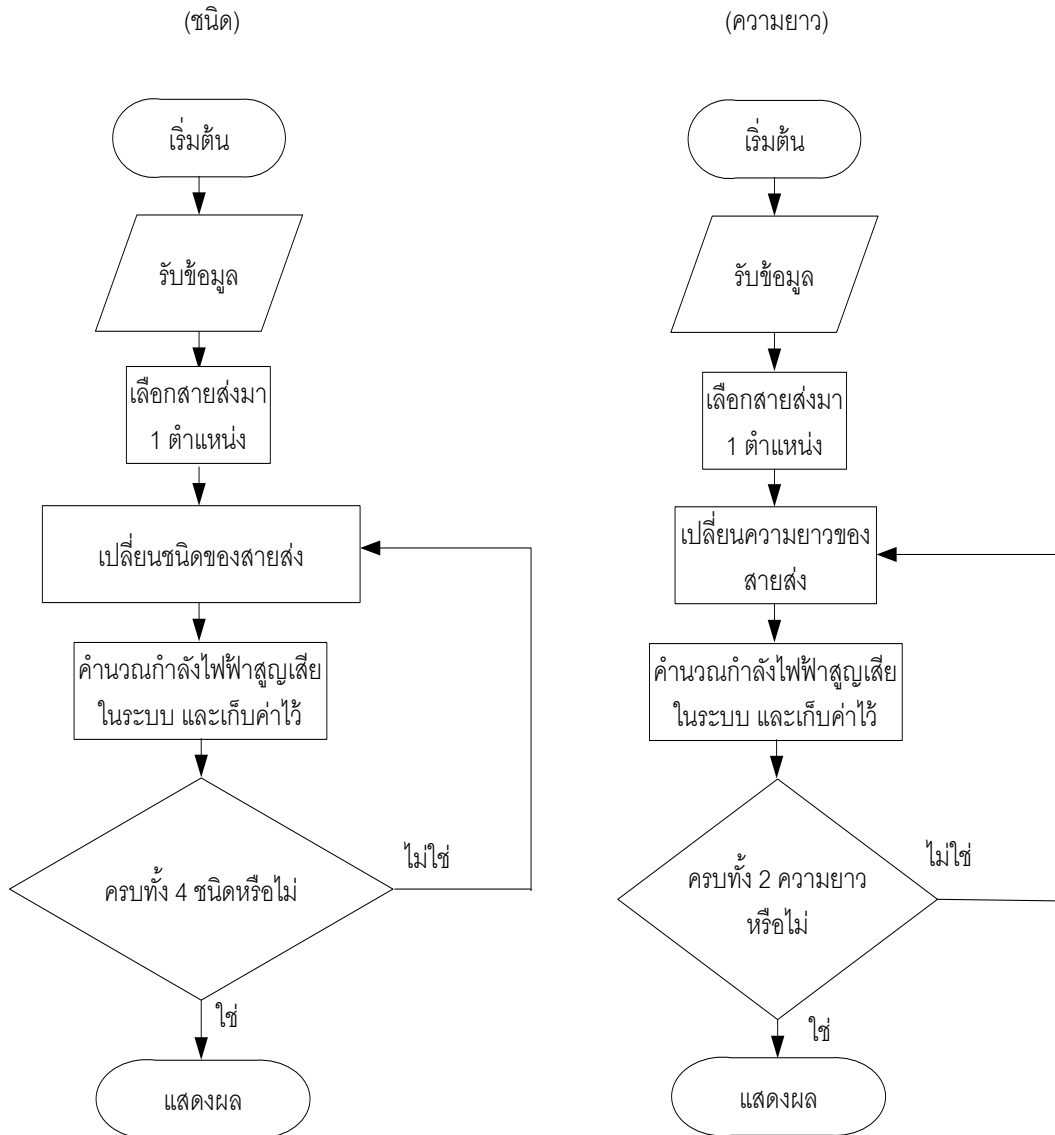 (ชนิด)
เริ่มต้น
รับข้อมูล
เลือกสายส่งมา
1 ตำแหน่ง
เปลี่ยนชนิดของสายส่ง
คำนวณกำลังไฟฟ้าสูญเสีย
ในระบบ และเก็บค่าไว้
ครบทั้ง 4 ชนิดหรือไม่
ไม่ใช่
ใช่
แสดงผล
(ความยาว)
เริ่มต้น
รับข้อมูล
เลือกสายส่งมา
1 ตำแหน่ง
เปลี่ยนความยาวของ
สายส่ง
คำนวณกำลังไฟฟ้าสูญเสีย
ในระบบ และเก็บค่าไว้
ครบทั้ง 2 ความยาว
หรือไม่
ไม่ใช่
ใช่
แสดงผล